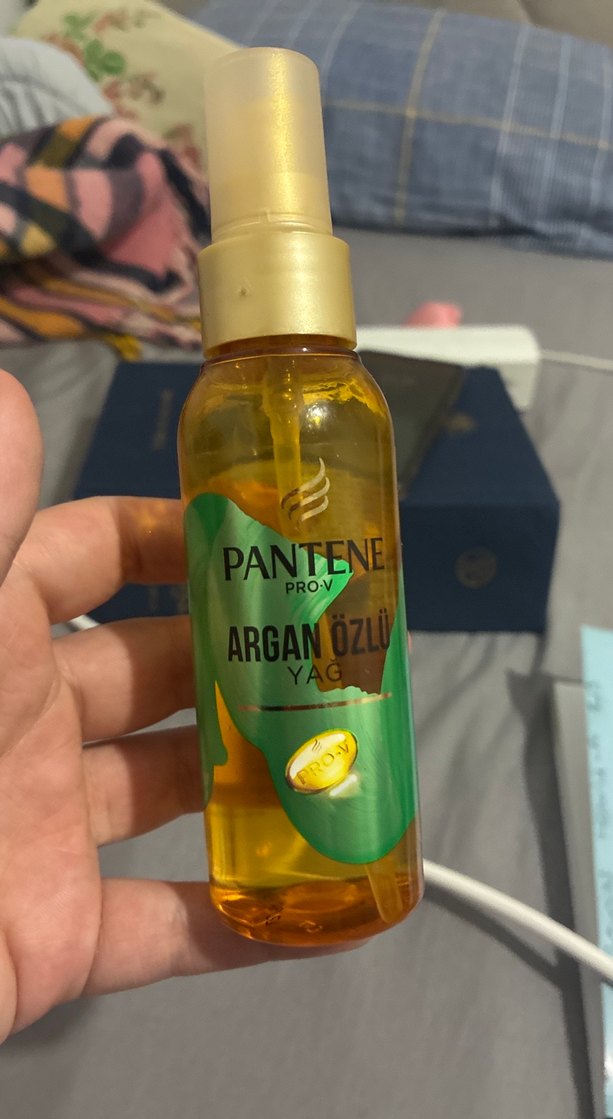 PANTENE
PRO-V
ARGAN ÖZLÜ
YAĞ
PRO-V